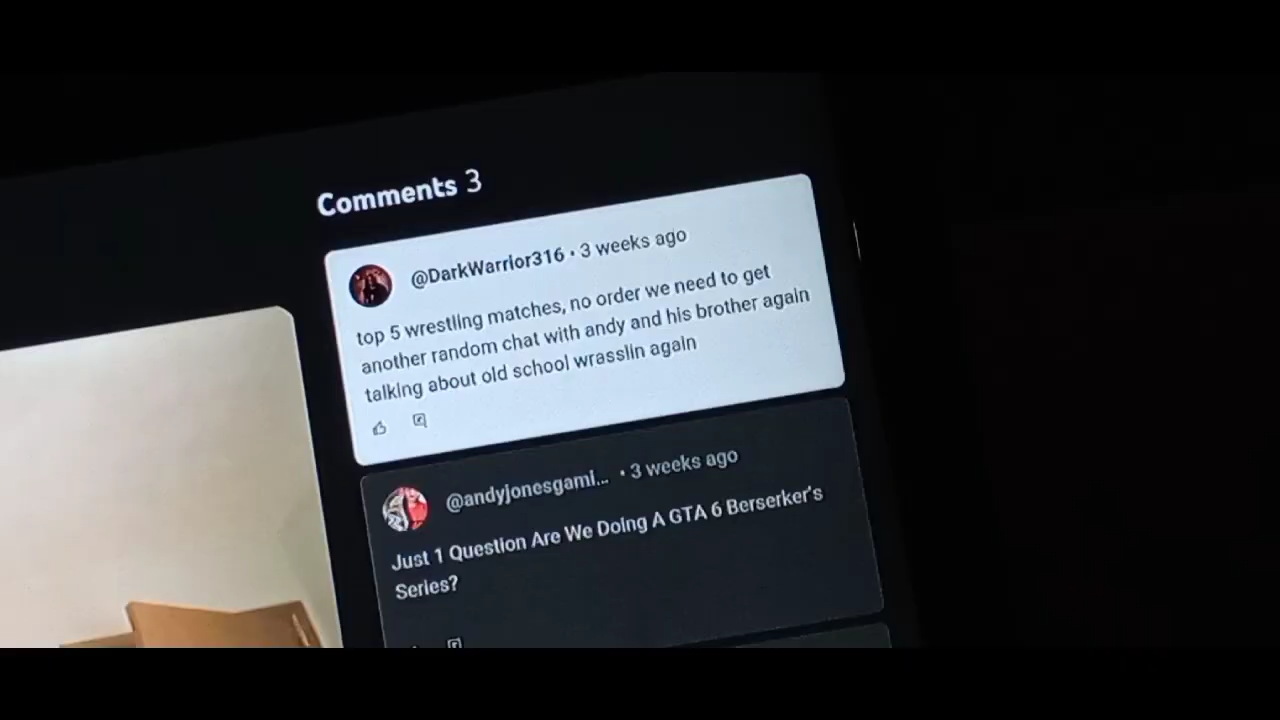 Comments 3
@DarkWarrior316 • 3 weeks ago
top 5 wrestling matches, no order we need to get
another random chat with andy and his brother again
talking about old school wrasslin again
@andyjonesgami... • 3 weeks ago
Just 1 Question Are We Doing A GTA 6 Berserker's
Series?